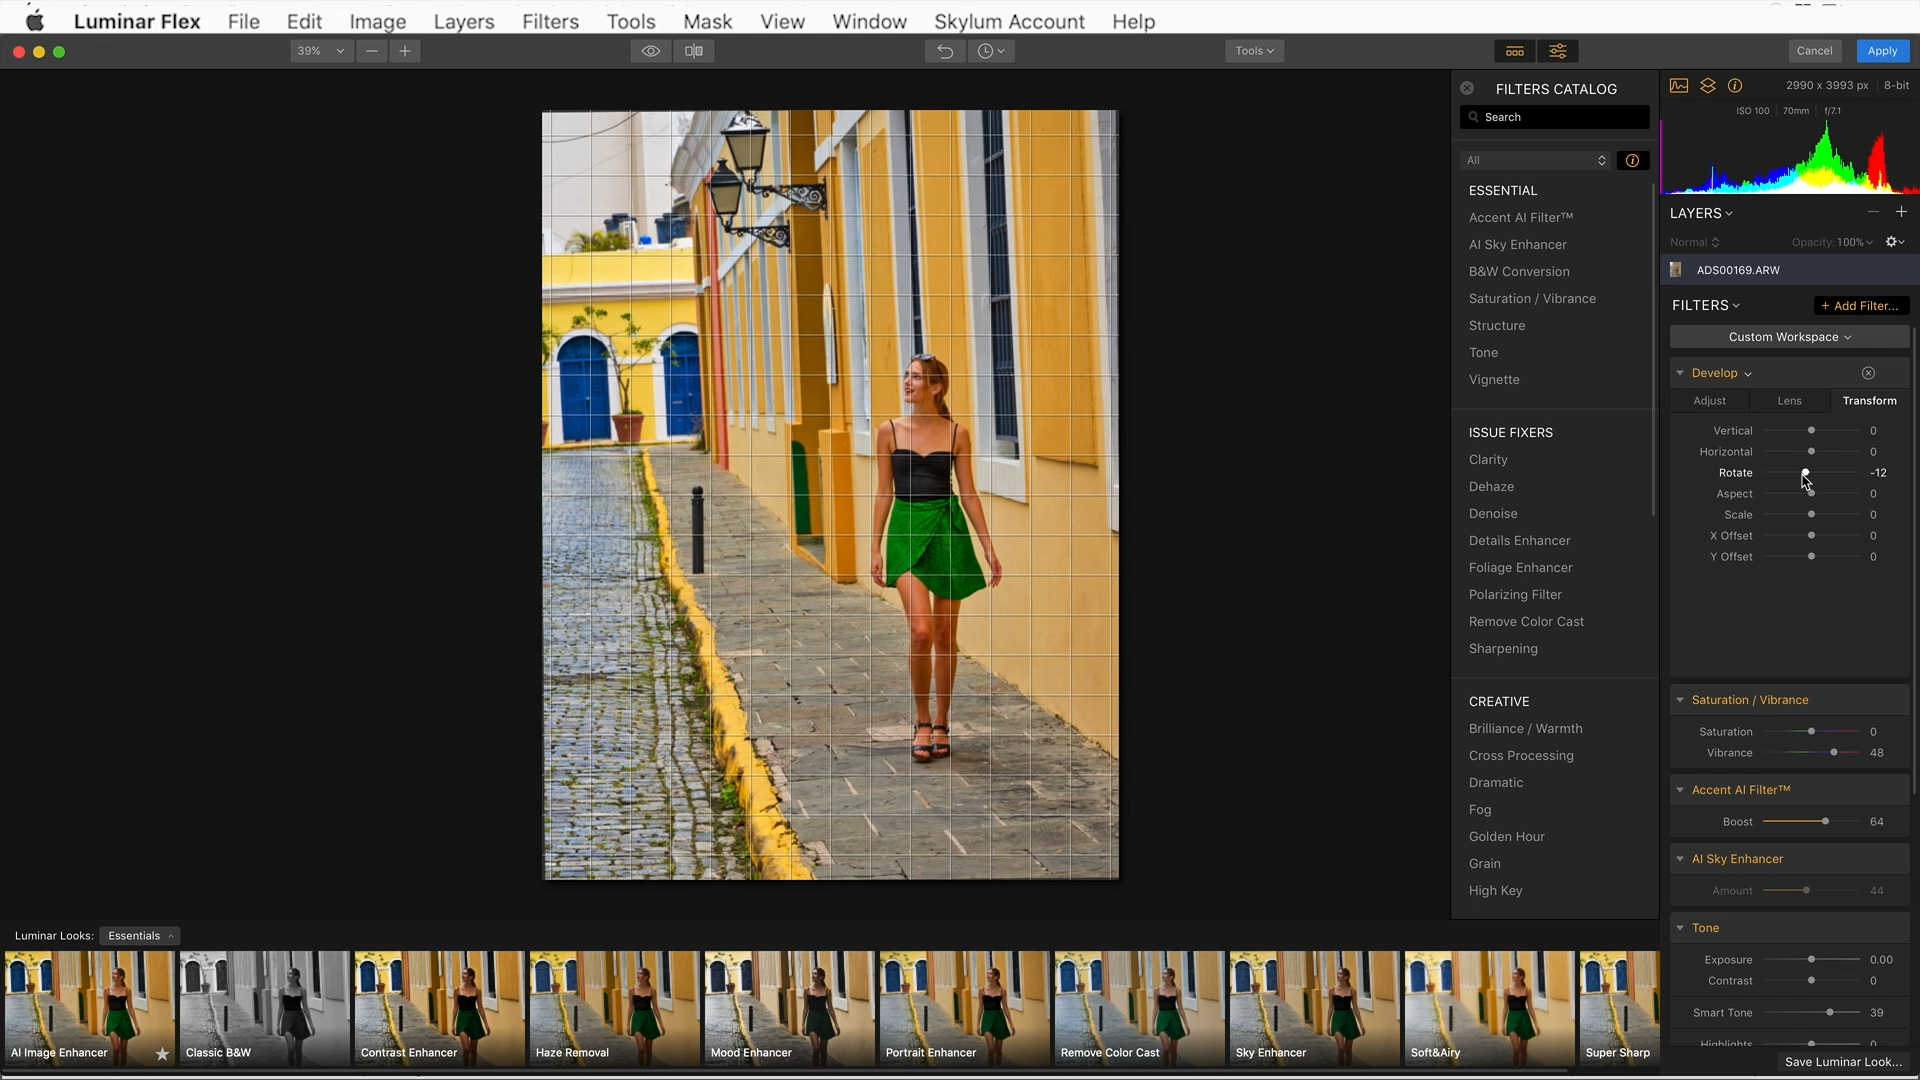 Luminar Flex File Edit Image Layers Filters Tools Mask View Window Skylum Account Help
39% Tools Cancel Apply
FILTERS CATALOG
Search
All
ESSENTIAL
Accent AI Filter™
AI Sky Enhancer
B&W Conversion
Saturation / Vibrance
Structure
Tone
Vignette
ISSUE FIXERS
Clarity
Dehaze
Denoise
Details Enhancer
Foliage Enhancer
Polarizing Filter
Remove Color Cast
Sharpening
CREATIVE
Brilliance / Warmth
Cross Processing
Dramatic
Fog
Golden Hour
Grain
High Key
2990 x 3993 px 8-bit
ISO 100 70mm f/7.1
LAYERS
Normal Opacity: 100%
ADS00169.ARW
FILTERS + Add Filter...
Custom Workspace
Develop
Adjust Lens Transform
Vertical 0
Horizontal 0
Rotate -12
Aspect 0
Scale 0
X Offset 0
Y Offset 0
Saturation / Vibrance
Saturation 0
Vibrance 48
Accent AI Filter™
Boost 64
AI Sky Enhancer
Amount 44
Tone
Exposure 0.00
Contrast 0
Smart Tone 39
Highlights 0
Save Luminar Look...
Luminar Looks: Essentials
AI Image Enhancer Classic B&W Contrast Enhancer Haze Removal Mood Enhancer Portrait Enhancer Remove Color Cast Sky Enhancer Soft&Airy Super Sharp